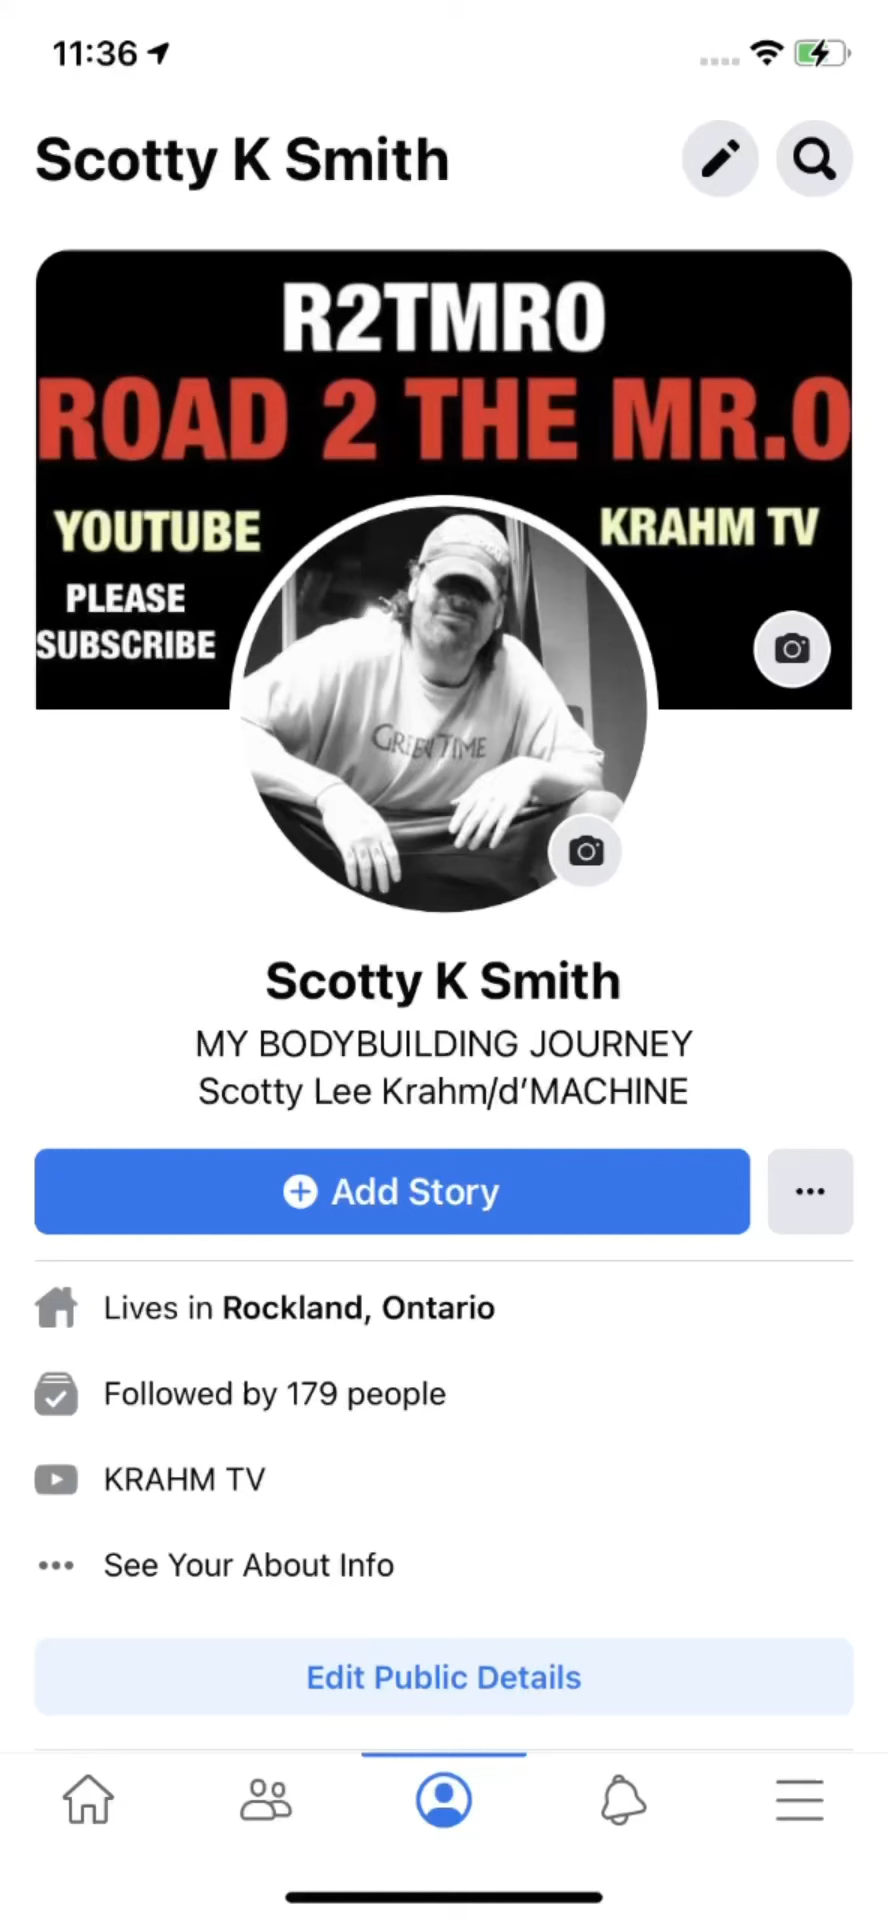 11:36
Scotty K Smith
R2TMRO
ROAD 2 THE MR.O
YOUTUBE
KRAHM TV
PLEASE
SUBSCRIBE
GREEN TIME
Scotty K Smith
MY BODYBUILDING JOURNEY
Scotty Lee Krahm/d’MACHINE
Add Story
Lives in Rockland, Ontario
Followed by 179 people
KRAHM TV
See Your About Info
Edit Public Details